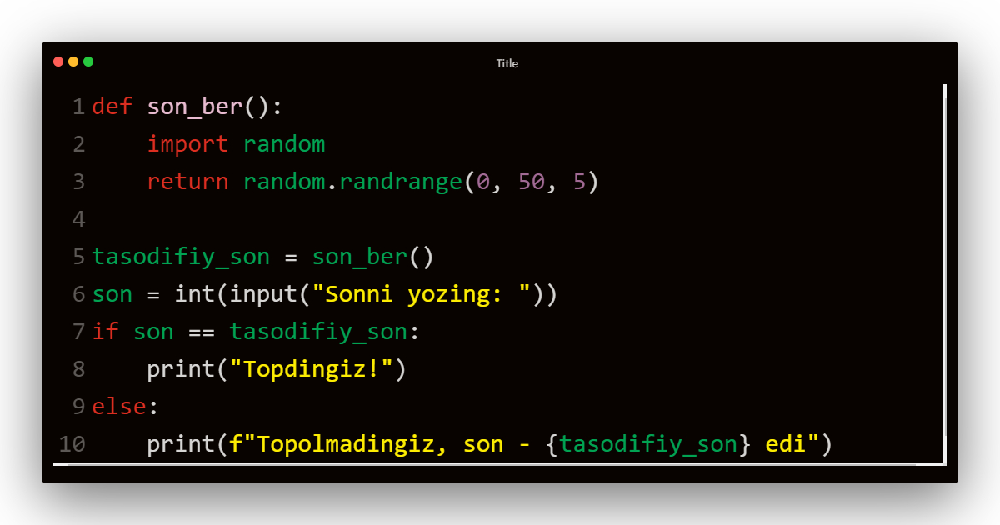 Title
1 def son_ber():
2     import random
3     return random.randrange(0, 50, 5)
4
5 tasodifiy_son = son_ber()
6 son = int(input("Sonni yozing: "))
7 if son == tasodifiy_son:
8     print("Topdingiz!")
9 else:
10     print(f"Topolmadingiz, son - {tasodifiy_son} edi")